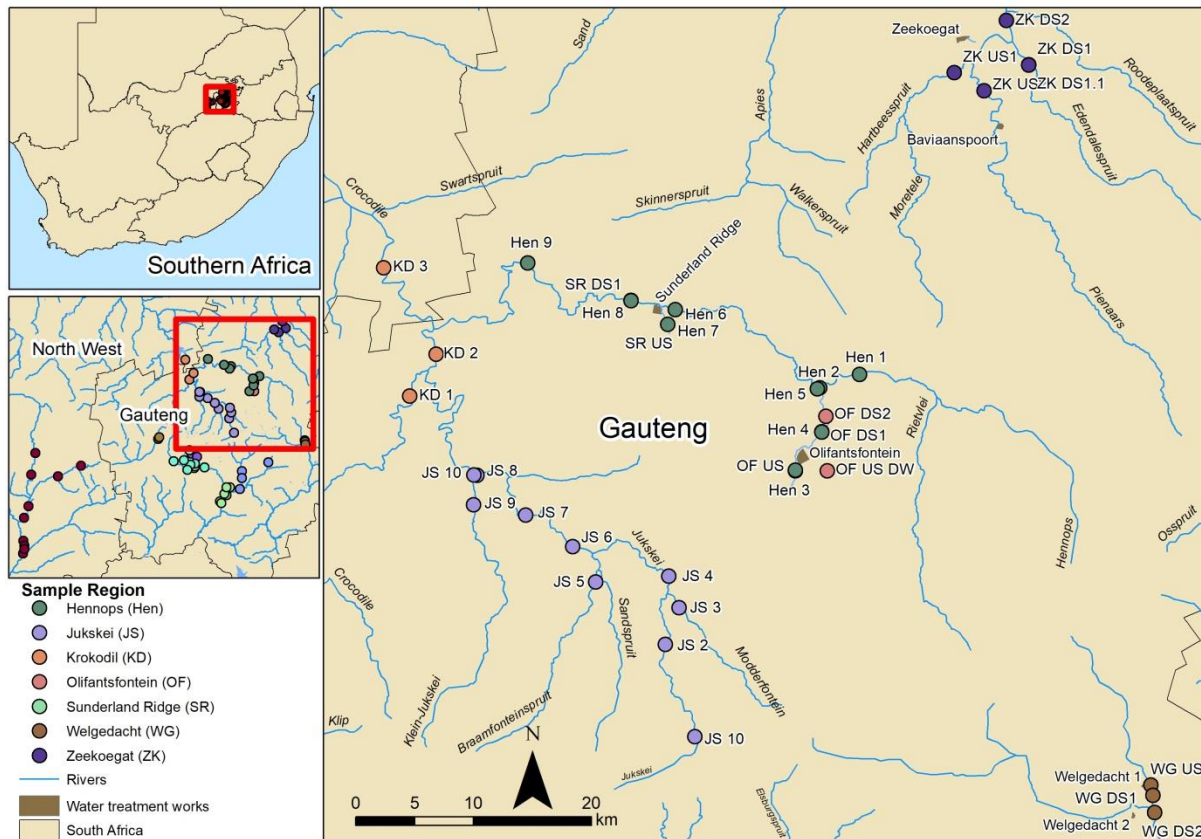 Southern Africa
North West
Gauteng
Sample Region
Hennops (Hen)
Jukskei (JS)
Krokodil (KD)
Olifantsfontein (OF)
Sunderland Ridge (SR)
Welgedacht (WG)
Zeekoegat (ZK)
Rivers
Water treatment works
South Africa
Sand
Apies
Zeekoegat
ZK DS2
ZK US1
ZK DS1
ZK US
ZK DS1.1
Roodeplaatspruit
Hartbeesspruit
Edendalespruit
Baviaanspoort
Moretele
Crocodile
Swartspruit
Skinnerspruit
Walkerspruit
Pienaars
KD 3
Hen 9
Sunderland Ridge
SR DS1
Hen 8
Hen 6
Hen 7
SR US
KD 2
KD 1
Hen 1
Hen 2
Hen 5
OF DS2
Hen 4
OF DS1
Gauteng
Olifantsfontein
OF US
OF US DW
Hen 3
Rietvlei
Hennops
Osspruit
JS 10
JS 8
JS 9
JS 7
JS 6
Jukskei
JS 5
JS 4
JS 3
JS 2
Crocodile
Sandspruit
Modderfontein
Klein-Jukskei
Braamfonteinspruit
Klip
JS 10
Jukskei
Elsburgspruit
N
0 5 10 20
km
Welgedacht 1
WG US
WG DS1
Welgedacht 2
WG DS2